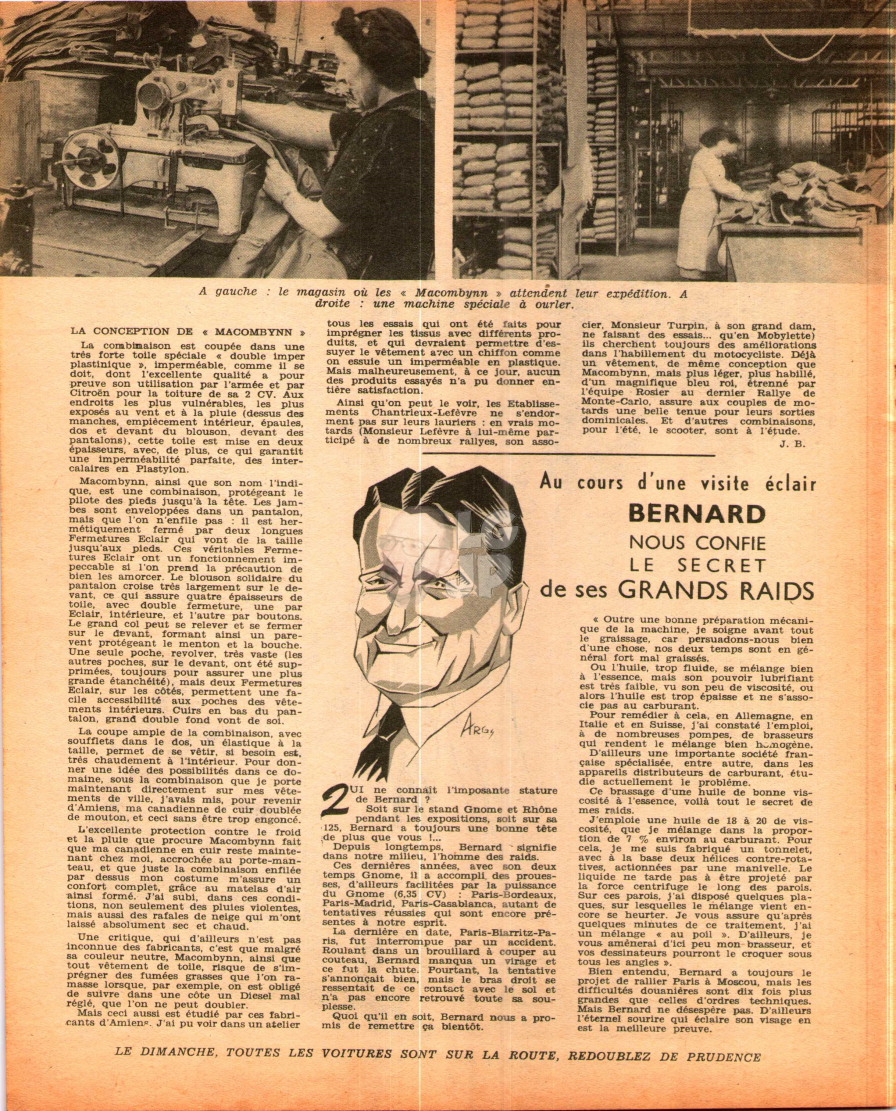 A gauche : le magasin où les « Macombynn » attendent leur expédition. A
droite : une machine spéciale à ourler.
LA CONCEPTION DE « MACOMBYNN »
La combinaison est coupée dans une
très forte toile spéciale « double imper
plastinique », imperméable, comme il se
doit, dont l'excellente qualité a pour
preuve son utilisation par l'armée et par
Citroën pour la toiture de sa 2 CV. Aux
endroits les plus vulnérables, les plus
exposés au vent et à la pluie (dessus des
manches, empiècement intérieur, épaules,
dos et devant du blouson, devant des
pantalons), cette toile est mise en deux
épaisseurs, avec, de plus, ce qui garantit
une imperméabilité parfaite, des inter-
calaires en Plastylon.
Macombynn, ainsi que son nom l'indi-
que, est une combinaison, protégeant le
pilote des pieds jusqu'à la tête. Les jam-
bes sont enveloppées dans un pantalon,
mais que l'on n'enfile pas : il est her-
métiquement fermé par deux longues
Fermetures Eclair qui vont de la taille
jusqu'aux pieds. Ces véritables Ferme-
tures Eclair ont un fonctionnement im-
peccable si l'on prend la précaution de
bien les amorcer. Le blouson solidaire du
pantalon croise très largement sur le de-
vant, ce qui assure quatre épaisseurs de
toile, avec double fermeture, une par
Eclair, intérieure, et l'autre par boutons.
Le grand col peut se relever et se fermer
sur le devant, formant ainsi un pare-
vent protégeant le menton et la bouche.
Une seule poche, revolver, très vaste (les
autres poches, sur le devant, ont été sup-
primées, toujours pour assurer une plus
grande étanchéité), mais deux Fermetures
Eclair, sur les côtés, permettent une fa-
cile accessibilité aux poches des vête-
ments intérieurs. Cuirs en bas du pan-
talon, grand double fond vont de soi.
La coupe ample de la combinaison, avec
soufflets dans le dos, un élastique à la
taille, permet de se vêtir, si besoin est,
très chaudement à l'intérieur. Pour don-
ner une idée des possibilités dans ce do-
maine, sous la combinaison que je porte
maintenant directement sur mes vête-
ments de ville, j'avais mis, pour revenir
d'Amiens, ma canadienne de cuir doublée
de mouton, et ceci sans être trop engoncé.
L'excellente protection contre le froid
et la pluie que procure Macombynn fait
que ma canadienne en cuir reste mainte-
nant chez moi, accrochée au porte-man-
teau, et que juste la combinaison enfilée
par dessus mon costume m'assure un
confort complet, grâce au matelas d'air
ainsi formé. J'ai subi, dans ces condi-
tions, non seulement des pluies violentes,
mais aussi des rafales de neige qui m'ont
laissé absolument sec et chaud.
Une critique, qui d'ailleurs n'est pas
inconnue des fabricants, c'est que malgré
sa couleur neutre, Macombynn, ainsi que
tout vêtement de toile, risque de s'im-
prégner des fumées grasses que l'on ra-
masse lorsque, par exemple, on est obligé
de suivre dans une côte un Diesel mal
réglé, que l'on ne peut doubler.
Mais ceci aussi est étudié par ces fabri-
cants d'Amiens. J'ai pu voir dans un atelier
tous les essais qui ont été faits pour
imprégner les tissus avec différents pro-
duits, et qui devraient permettre d'es-
suyer le vêtement avec un chiffon comme
on essuie un imperméable en plastique.
Mais malheureusement, à ce jour, aucun
des produits essayés n'a pu donner en-
tière satisfaction.
Ainsi qu'on peut le voir, les Etablisse-
ments Chantrieux-Lefèvre ne s'endor-
ment pas sur leurs lauriers : en vrais mo-
tards (Monsieur Lefèvre à lui-même par-
ticipé à de nombreux rallyes, son asso-
cier, Monsieur Turpin, à son grand dam,
ne faisant des essais... qu'en Mobylette)
ils cherchent toujours des améliorations
dans l'habillement du motocycliste. Déjà
un vêtement, de même conception que
Macombynn, mais plus léger, plus habillé,
d'un magnifique bleu roi, étrenné par
l'équipe Rosier au dernier Rallye de
Monte-Carlo, assure aux couples de mo-
tards une belle tenue pour leurs sorties
dominicales. Et d'autres combinaisons,
pour l'été, le scooter, sont à l'étude.
J. B.
Au cours d'une visite éclair
BERNARD
NOUS CONFIE
LE SECRET
de ses GRANDS RAIDS
ARGS
QUI ne connaît l'imposante stature
de Bernard ?
Soit sur le stand Gnome et Rhône
pendant les expositions, soit sur sa
125, Bernard a toujours une bonne tête
de plus que vous !...
Depuis longtemps, Bernard signifie
dans notre milieu, l'homme des raids.
Ces dernières années, avec son deux
temps Gnome, il a accompli des proues-
ses, d'ailleurs facilitées par la puissance
du Gnome (6,35 CV) : Paris-Bordeaux,
Paris-Madrid, Paris-Casablanca, autant de
tentatives réussies qui sont encore pré-
sentes à notre esprit.
La dernière en date, Paris-Biarritz-Pa-
ris, fut interrompue par un accident.
Roulant dans un brouillard à couper au
couteau, Bernard manqua un virage et
ce fut la chute. Pourtant, la tentative
s'annonçait bien, mais le bras droit se
ressentait de ce contact avec le sol et
n'a pas encore retrouvé toute sa sou-
plesse.
Quoi qu'il en soit, Bernard nous a pro-
mis de remettre ça bientôt.
« Outre une bonne préparation mécani-
que de la machine, je soigne avant tout
le graissage, car persuadons-nous bien
d'une chose, nos deux temps sont en gé-
néral fort mal graissés.
Ou l'huile, trop fluide, se mélange bien
à l'essence, mais son pouvoir lubrifiant
est très faible, vu son peu de viscosité, ou
alors l'huile est trop épaisse et ne s'asso-
cie pas au carburant.
Pour remédier à cela, en Allemagne, en
Italie et en Suisse, j'ai constaté l'emploi,
à de nombreuses pompes, de brasseurs
qui rendent le mélange bien homogène.
D'ailleurs une importante société fran-
çaise spécialisée, entre autre, dans les
appareils distributeurs de carburant, étu-
die actuellement le problème.
Ce brassage d'une huile de bonne vis-
cosité à l'essence, voilà tout le secret de
mes raids.
J'emploie une huile de 18 à 20 de vis-
cosité, que je mélange dans la propor-
tion de 7 % environ au carburant. Pour
cela, je me suis fabriqué un tonnelet,
avec à la base deux hélices contre-rota-
tives, actionnées par une manivelle. Le
liquide ne tarde pas à être projeté par
la force centrifuge le long des parois.
Sur ces parois, j'ai disposé quelques pla-
ques, sur lesquelles le mélange vient en-
core se heurter. Je vous assure qu'après
quelques minutes de ce traitement, j'ai
un mélange « au poil ». D'ailleurs, je
vous amènerai d'ici peu mon brasseur, et
vos dessinateurs pourront le croquer sous
tous les angles ».
Bien entendu, Bernard a toujours le
projet de rallier Paris à Moscou, mais les
difficultés douanières sont dix fois plus
grandes que celles d'ordres techniques.
Mais Bernard ne désespère pas. D'ailleurs
l'éternel sourire qui éclaire son visage en
est la meilleure preuve.
LE DIMANCHE, TOUTES LES VOITURES SONT SUR LA ROUTE, REDOUBLEZ DE PRUDENCE